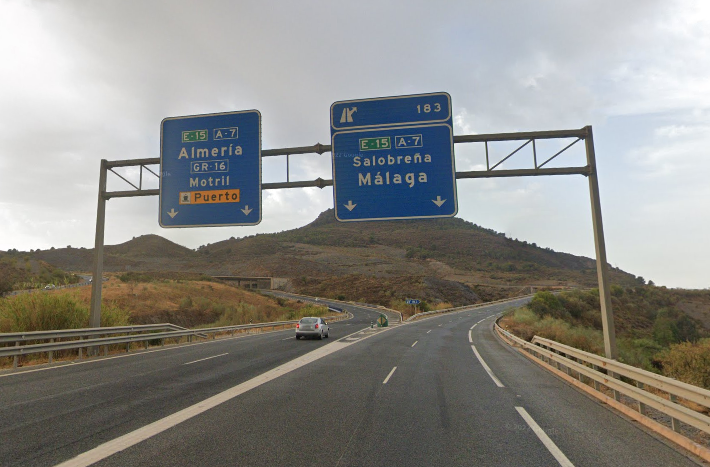 E-15 A-7
Almería
GR-16
Motril
Puerto
183
E-15 A-7
Salobreña
Málaga